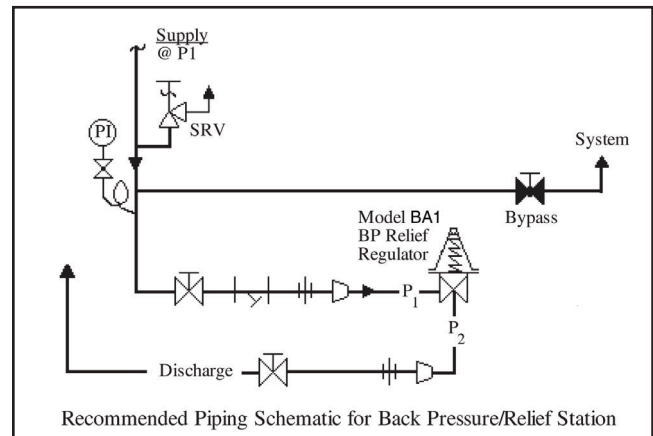 Supply
@ P1
SRV
PI
System
Bypass
Model BA1
BP Relief
Regulator
P1
P2
Discharge
Recommended Piping Schematic for Back Pressure/Relief Station